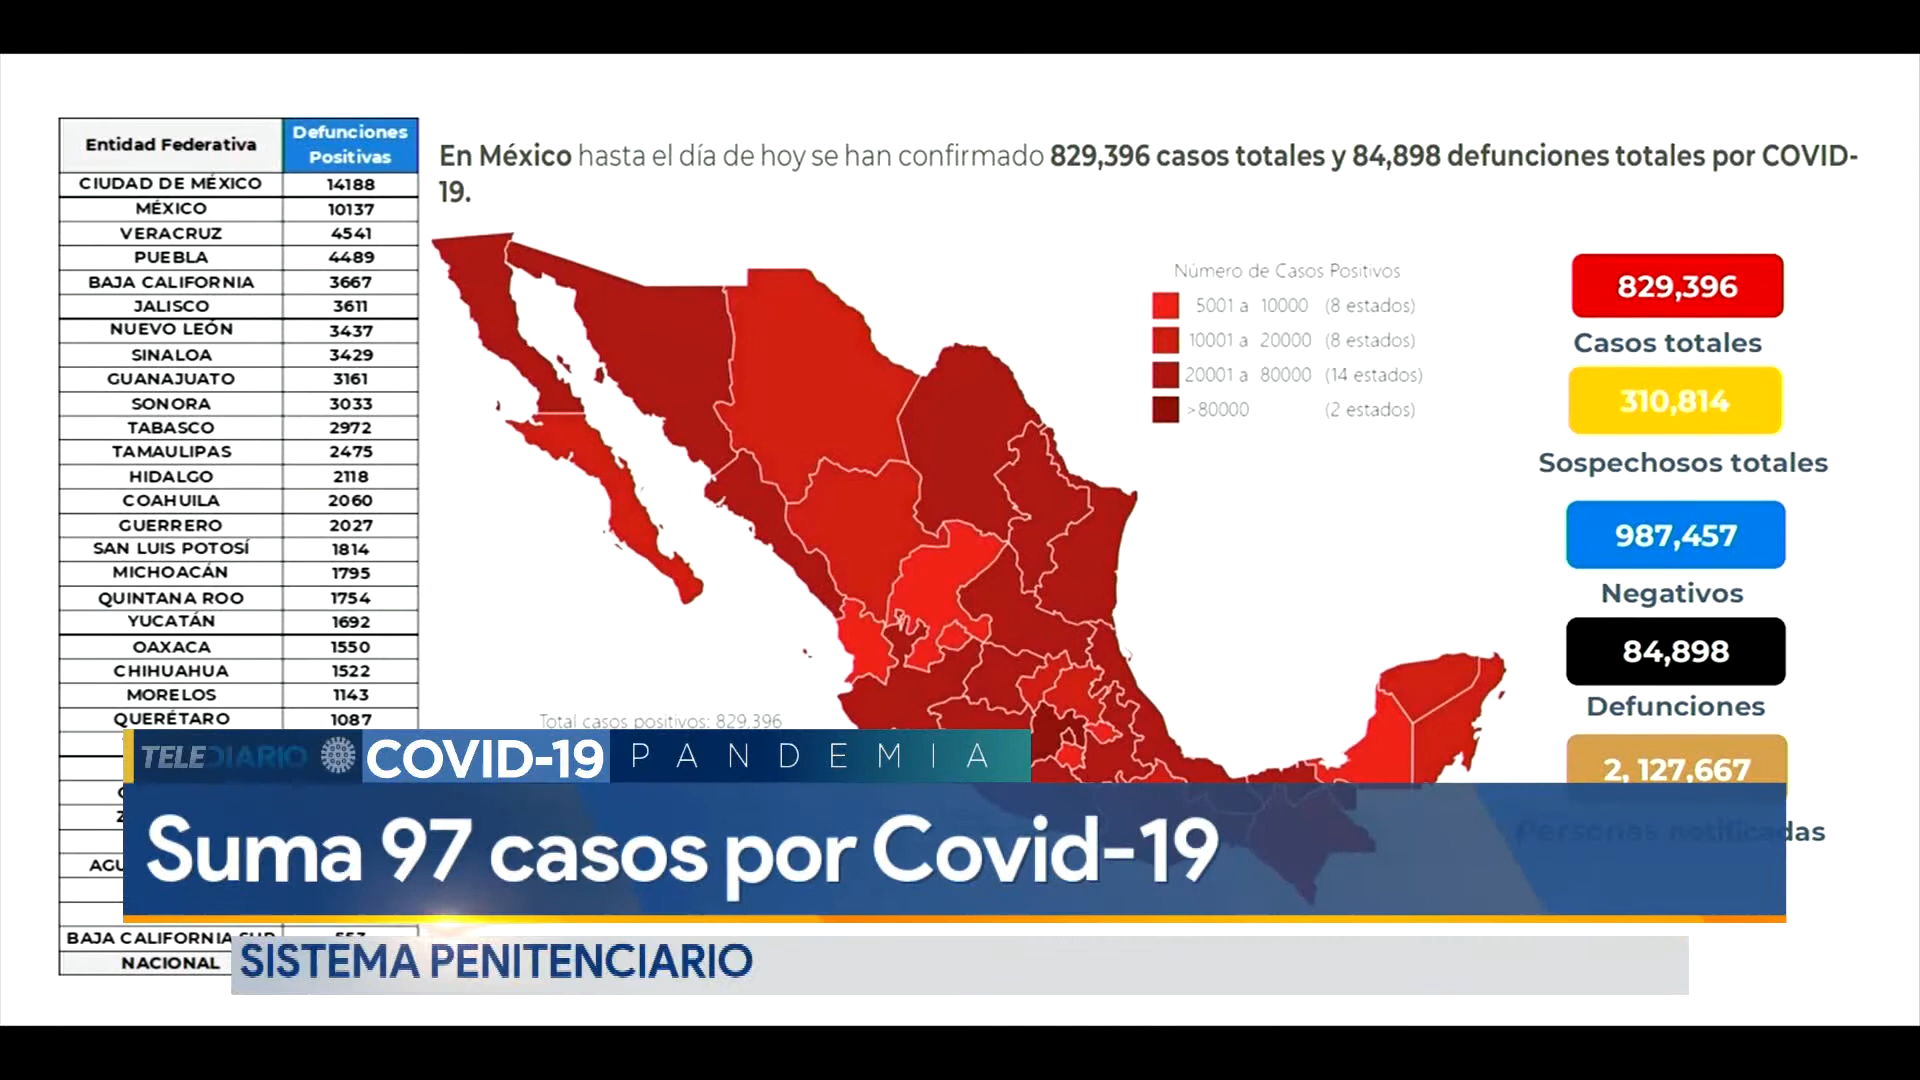 Entidad Federativa
Defunciones
Positivas
CIUDAD DE MÉXICO 14188
MÉXICO 10137
VERACRUZ 4541
PUEBLA 4489
BAJA CALIFORNIA 3667
JALISCO 3611
NUEVO LEÓN 3437
SINALOA 3429
GUANAJUATO 3161
SONORA 3033
TABASCO 2972
TAMAULIPAS 2475
HIDALGO 2118
COAHUILA 2060
GUERRERO 2027
SAN LUIS POTOSÍ 1814
MICHOACÁN 1795
QUINTANA ROO 1754
YUCATÁN 1692
OAXACA 1550
CHIHUAHUA 1522
MORELOS 1143
QUERÉTARO 1087
BAJA CALIFORNIA
NACIONAL
En México hasta el día de hoy se han confirmado 829,396 casos totales y 84,898 defunciones totales por COVID-
19.
Número de Casos Positivos
5001 a 10000 (8 estados)
10001 a 20000 (8 estados)
20001 a 80000 (14 estados)
>80000 (2 estados)
Total casos positivos: 829,396
829,396
Casos totales
310,814
Sospechosos totales
987,457
Negativos
84,898
Defunciones
2, 127,667
Personas notificadas
TELEDIARIO COVID-19 PANDEMIA
Suma 97 casos por Covid-19
SISTEMA PENITENCIARIO